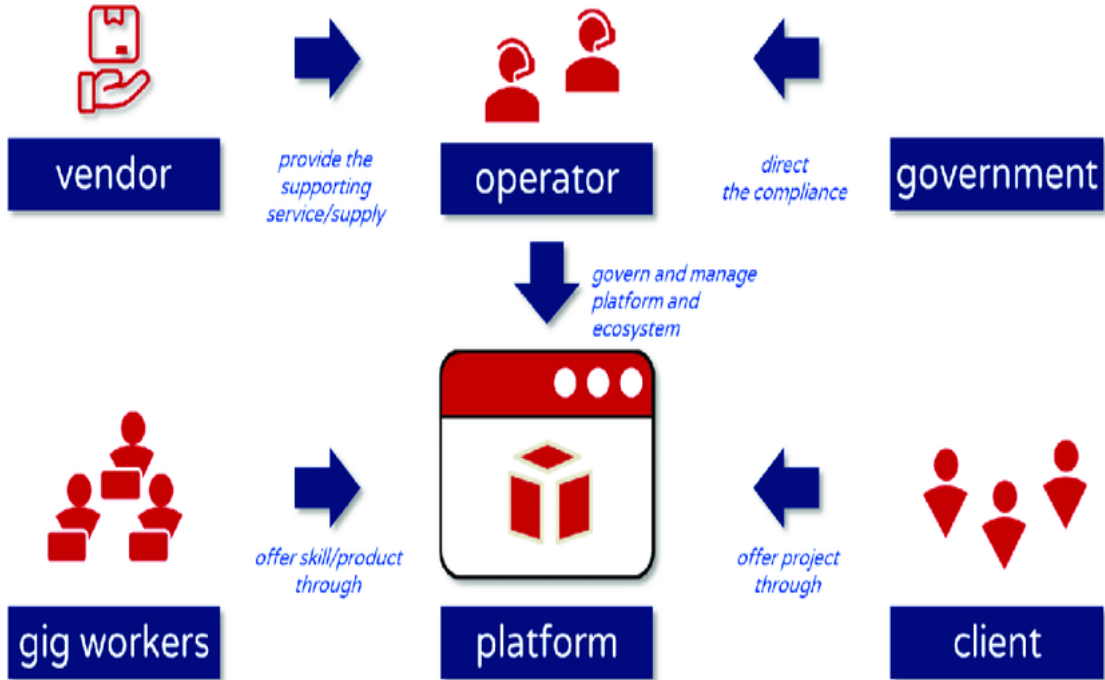 vendor
provide the
supporting
service/supply
operator
direct
the compliance
government
govern and manage
platform and
ecosystem
gig workers
offer skill/product
through
platform
offer project
through
client